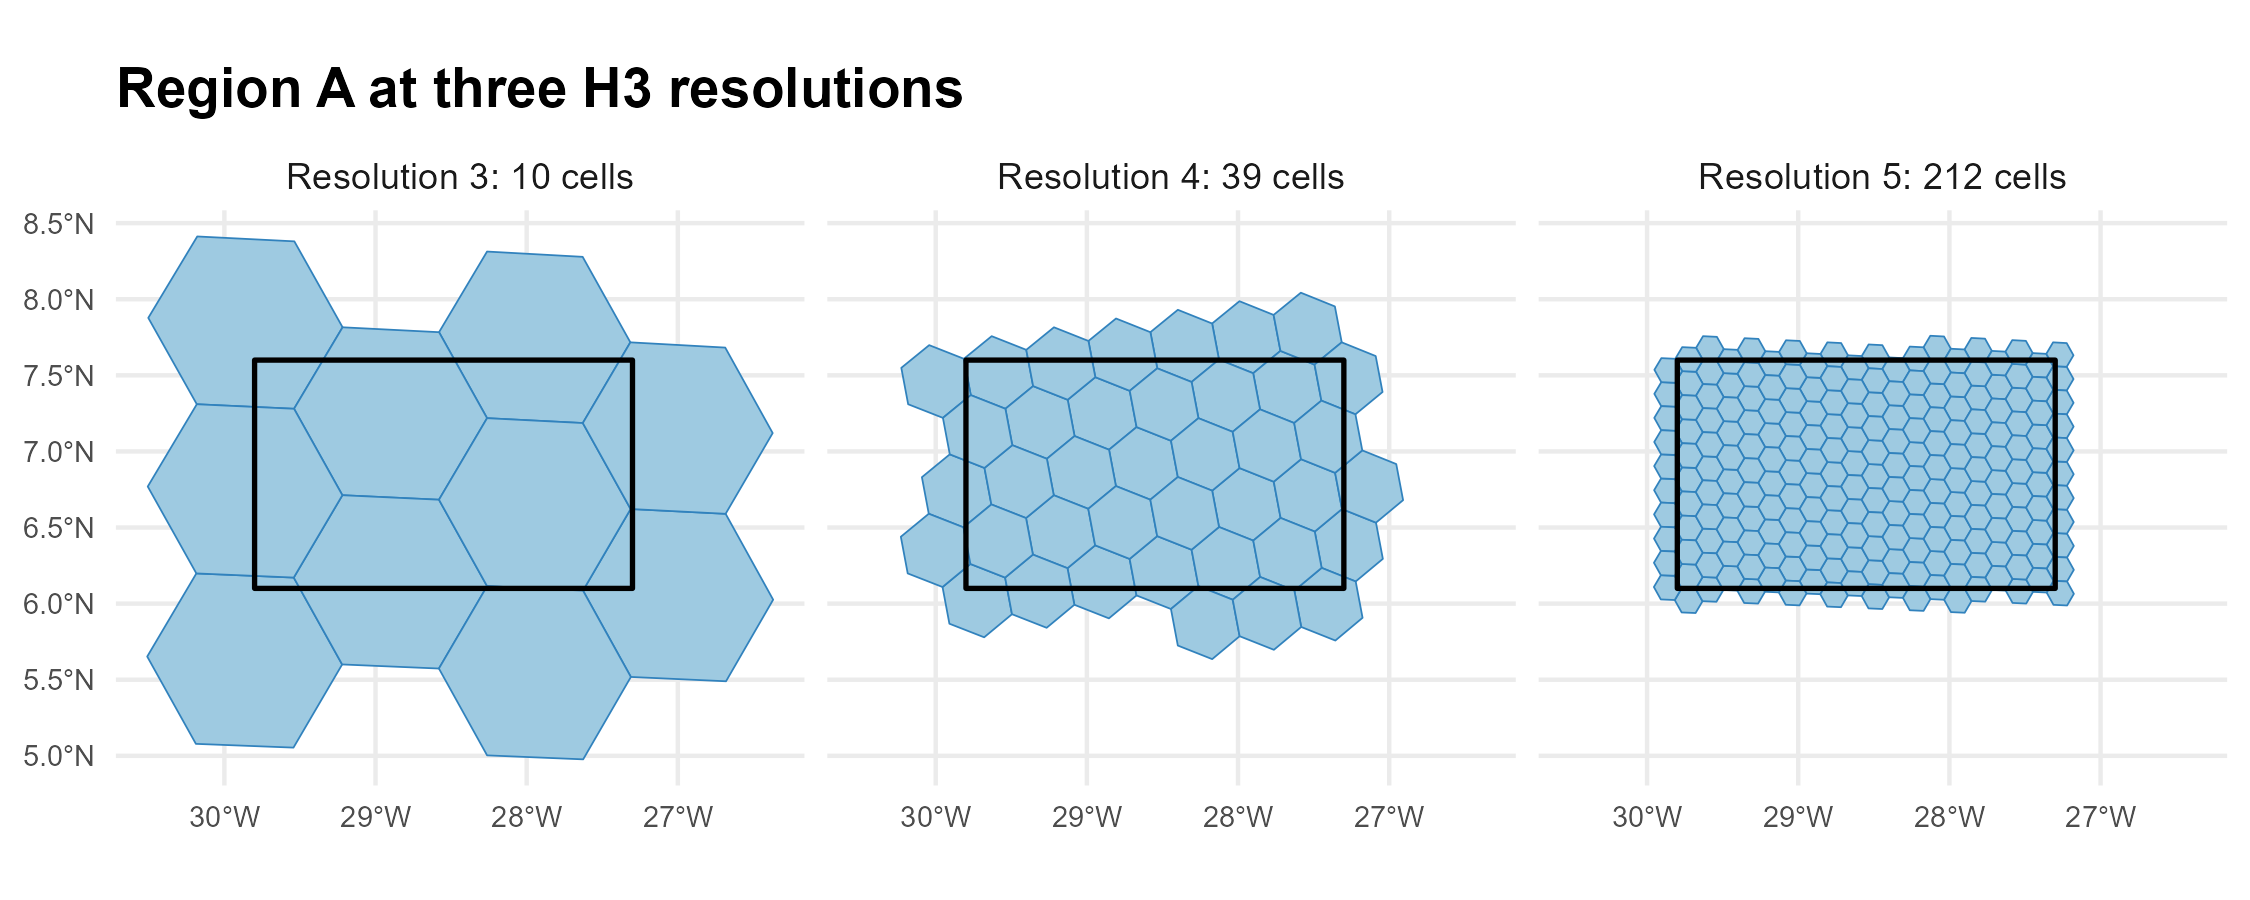 Region A at three H3 resolutions
Resolution 3: 10 cells
Resolution 4: 39 cells
Resolution 5: 212 cells
8.5°N
8.0°N
7.5°N
7.0°N
6.5°N
6.0°N
5.5°N
5.0°N
30°W 29°W 28°W 27°W
30°W 29°W 28°W 27°W
30°W 29°W 28°W 27°W